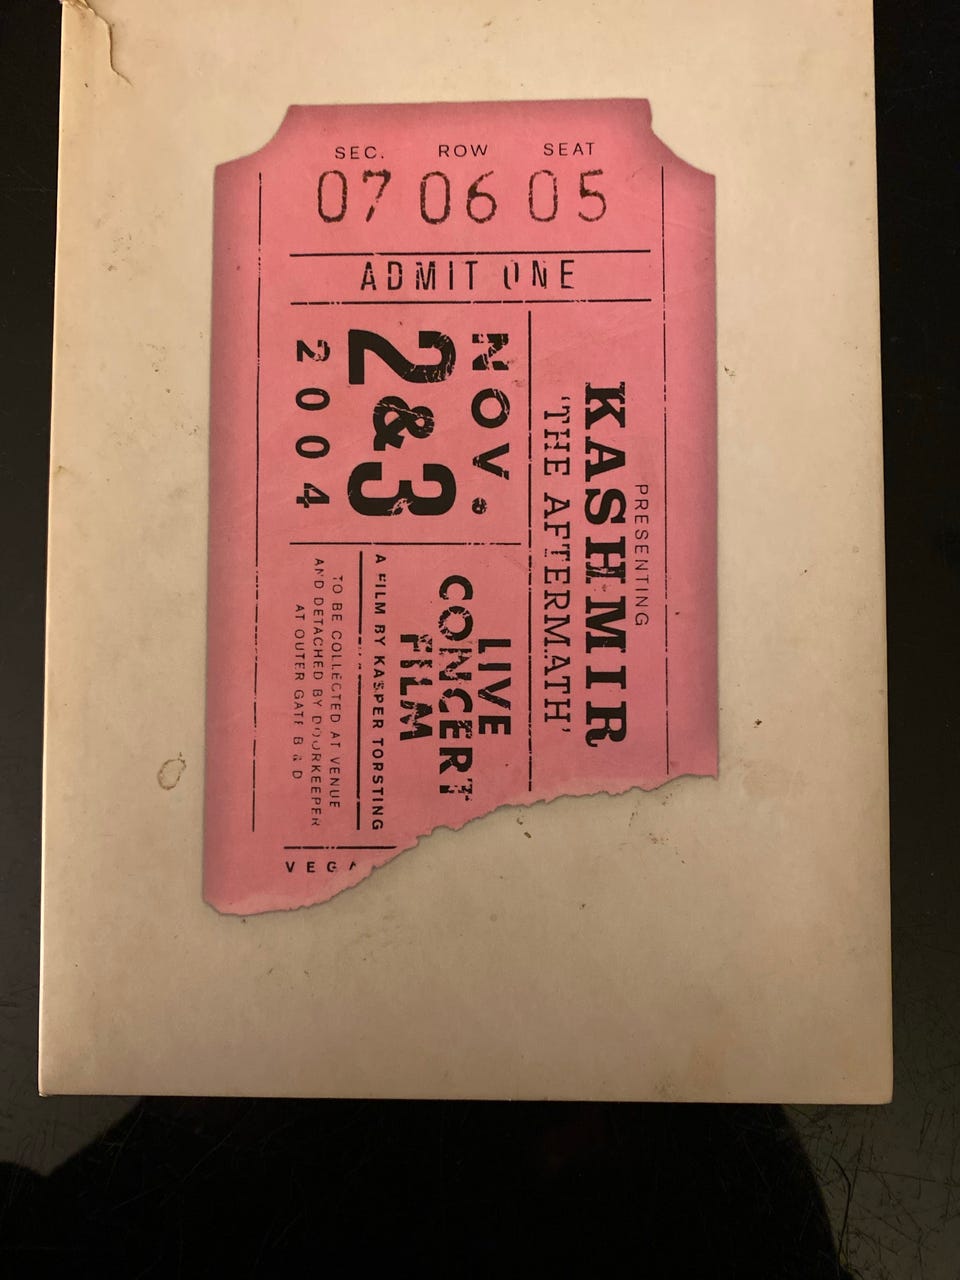 SEC. ROW SEAT
07 06 05
ADMIT ONE
PRESENTING
KASHMIR
'THE AFTERMATH'
NOV.
2&3
2004
LIVE
CONCERT
FILM
A FILM BY KASPER TORSTING
TO BE COLLECTED AT VENUE
AND DETACHED BY DOORKEEPER
AT OUTER GATE B & D
VEGA